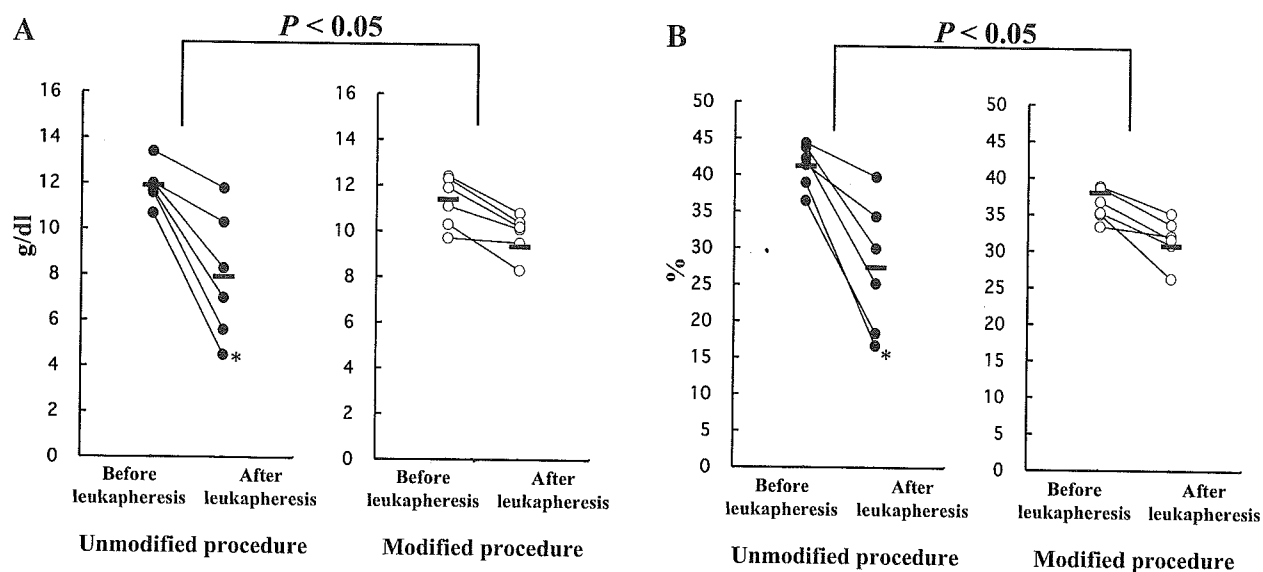 A
P < 0.05
g/dl
16
14
12
10
8
6
4
2
0
*
Before
leukapheresis
After
leukapheresis
Unmodified procedure
16
14
12
10
8
6
4
2
0
Before
leukapheresis
After
leukapheresis
Modified procedure
B
P < 0.05
%
50
45
40
35
30
25
20
15
10
5
0
*
Before
leukapheresis
After
leukapheresis
Unmodified procedure
50
45
40
35
30
25
20
15
10
5
0
Before
leukapheresis
After
leukapheresis
Modified procedure